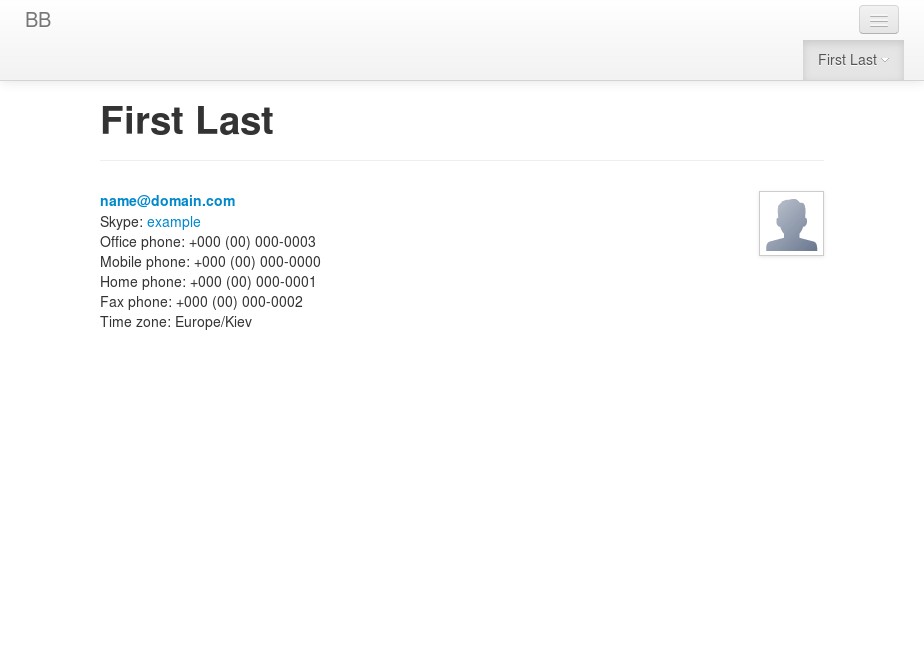 BB
First Last
First Last
name@domain.com
Skype: example
Office phone: +000 (00) 000-0003
Mobile phone: +000 (00) 000-0000
Home phone: +000 (00) 000-0001
Fax phone: +000 (00) 000-0002
Time zone: Europe/Kiev